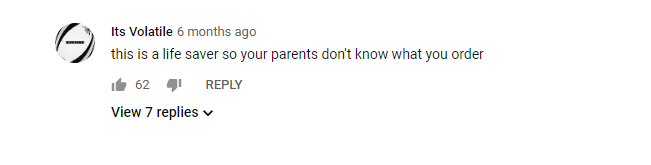 Its Volatile 6 months ago
this is a life saver so your parents don't know what you order
62 REPLY
View 7 replies